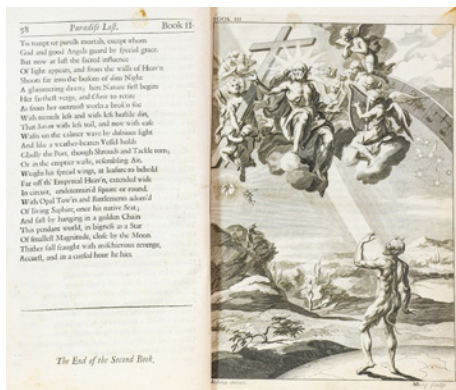 58
Paradise Lost,
Book II.
To tempt or punish mortals, except whom
God and good Angels guard by special grace.
But now at last the sacred influence
Of light appears, and from the walls of Heav'n
Shoots far into the bosom of dim Night
A glimmering dawn; here Nature first begin
Her farthest verge, and Chaos to retire
As from her outmost works a brok'n foe
With tumult less and with less hostile din,
That Satan with less toil, and now with ease
Wafts on the calmer wave by dubious light
And like a weather-beaten Vessel holds
Gladly the Port, though Shrouds and Tackle torn;
Or in the emptier waste, resembling Air,
Weighs his spread wings, at leasure to behold
Far off th' Empyreal Heav'n, extended wide
In circuit, undetermin'd square or round,
With Opal Tow'rs and Battlements adorn'd
Of living Saphire, once his native Seat;
And fast by hanging in a golden Chain
This pendant world, in bigness as a Star
Of smallest Magnitude, close by the Moon.
Thither full fraught with mischievous revenge,
Accurst, and in a cursed hour he hies.
The End of the Second Book.
BOOK III